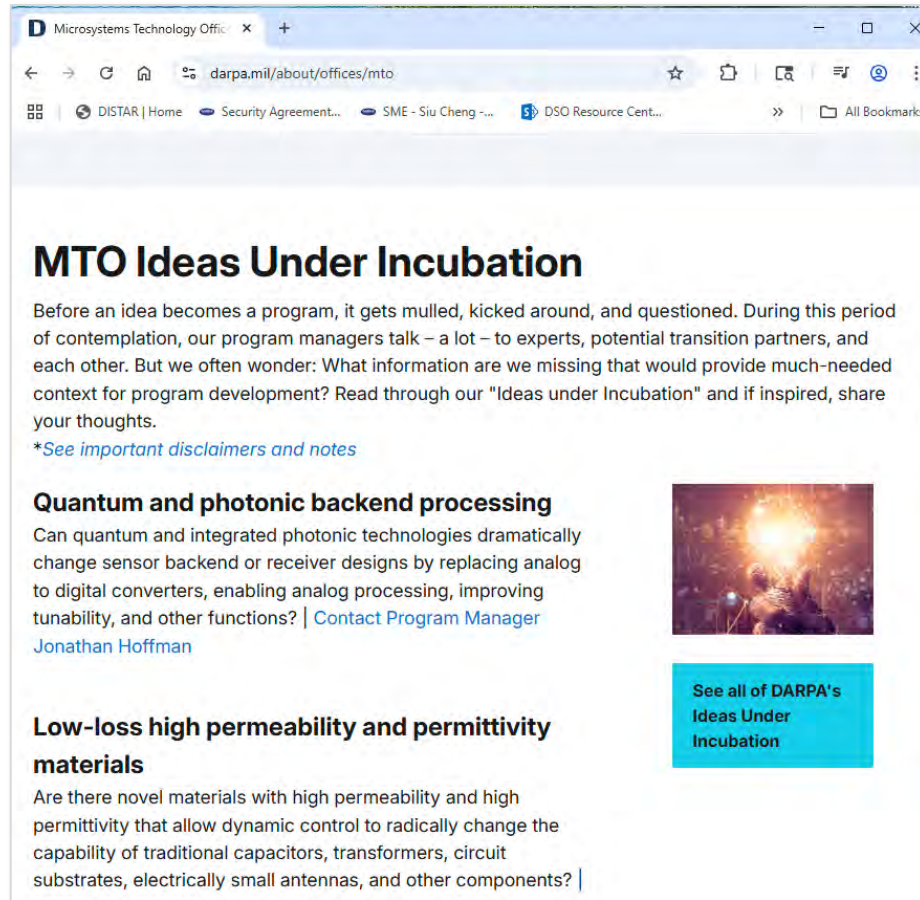 Microsystems Technology Offic
darpa.mil/about/offices/mto
DISTAR | Home
Security Agreement...
SME - Siu Cheng -...
DSO Resource Cent...
All Bookmark
MTO Ideas Under Incubation
Before an idea becomes a program, it gets mulled, kicked around, and questioned. During this period
of contemplation, our program managers talk – a lot – to experts, potential transition partners, and
each other. But we often wonder: What information are we missing that would provide much-needed
context for program development? Read through our "Ideas under Incubation" and if inspired, share
your thoughts.
*See important disclaimers and notes
Quantum and photonic backend processing
Can quantum and integrated photonic technologies dramatically
change sensor backend or receiver designs by replacing analog
to digital converters, enabling analog processing, improving
tunability, and other functions? | Contact Program Manager
Jonathan Hoffman
See all of DARPA's
Ideas Under
Incubation
Low-loss high permeability and permittivity
materials
Are there novel materials with high permeability and high
permittivity that allow dynamic control to radically change the
capability of traditional capacitors, transformers, circuit
substrates, electrically small antennas, and other components? |